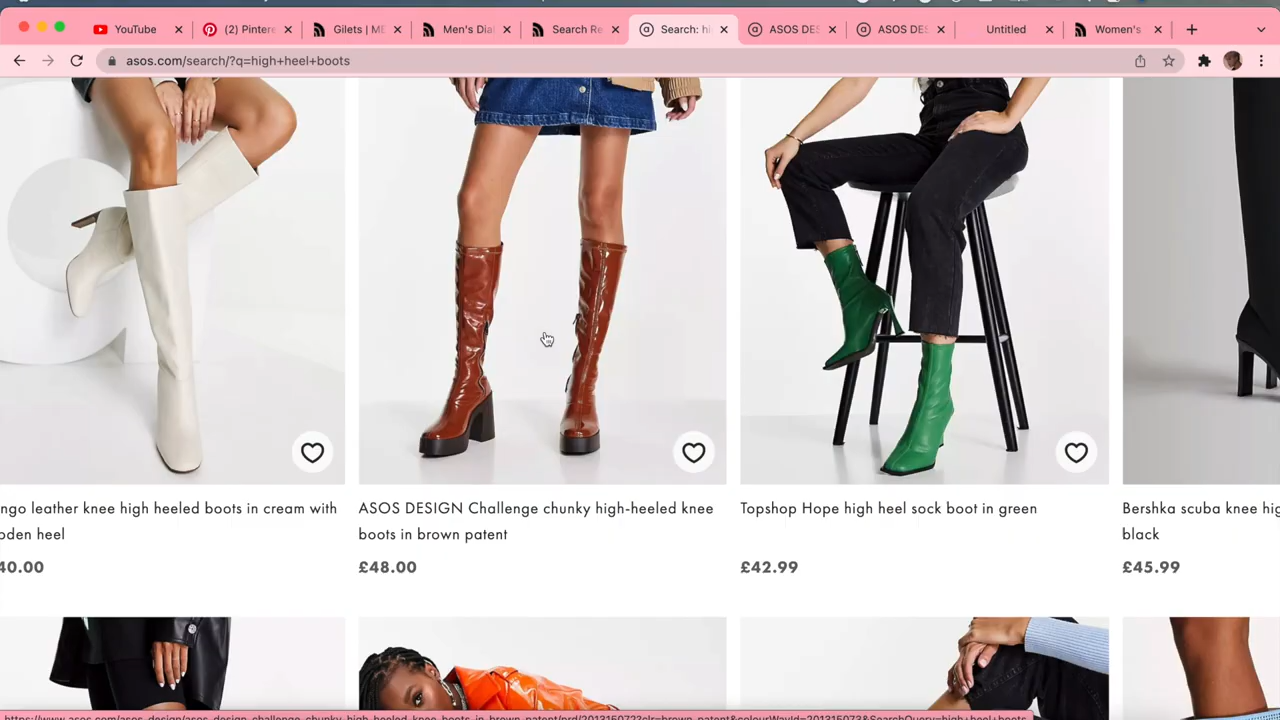 YouTube
(2) Pintere
Gilets | ME
Men's Dia
Search Re
Search: hi
ASOS DES
ASOS DES
Untitled
Women's
asos.com/search/?q=high+heel+boots
ngo leather knee high heeled boots in cream with
oden heel
40.00
ASOS DESIGN Challenge chunky high-heeled knee
boots in brown patent
£48.00
Topshop Hope high heel sock boot in green
£42.99
Bershka scuba knee hig
black
£45.99